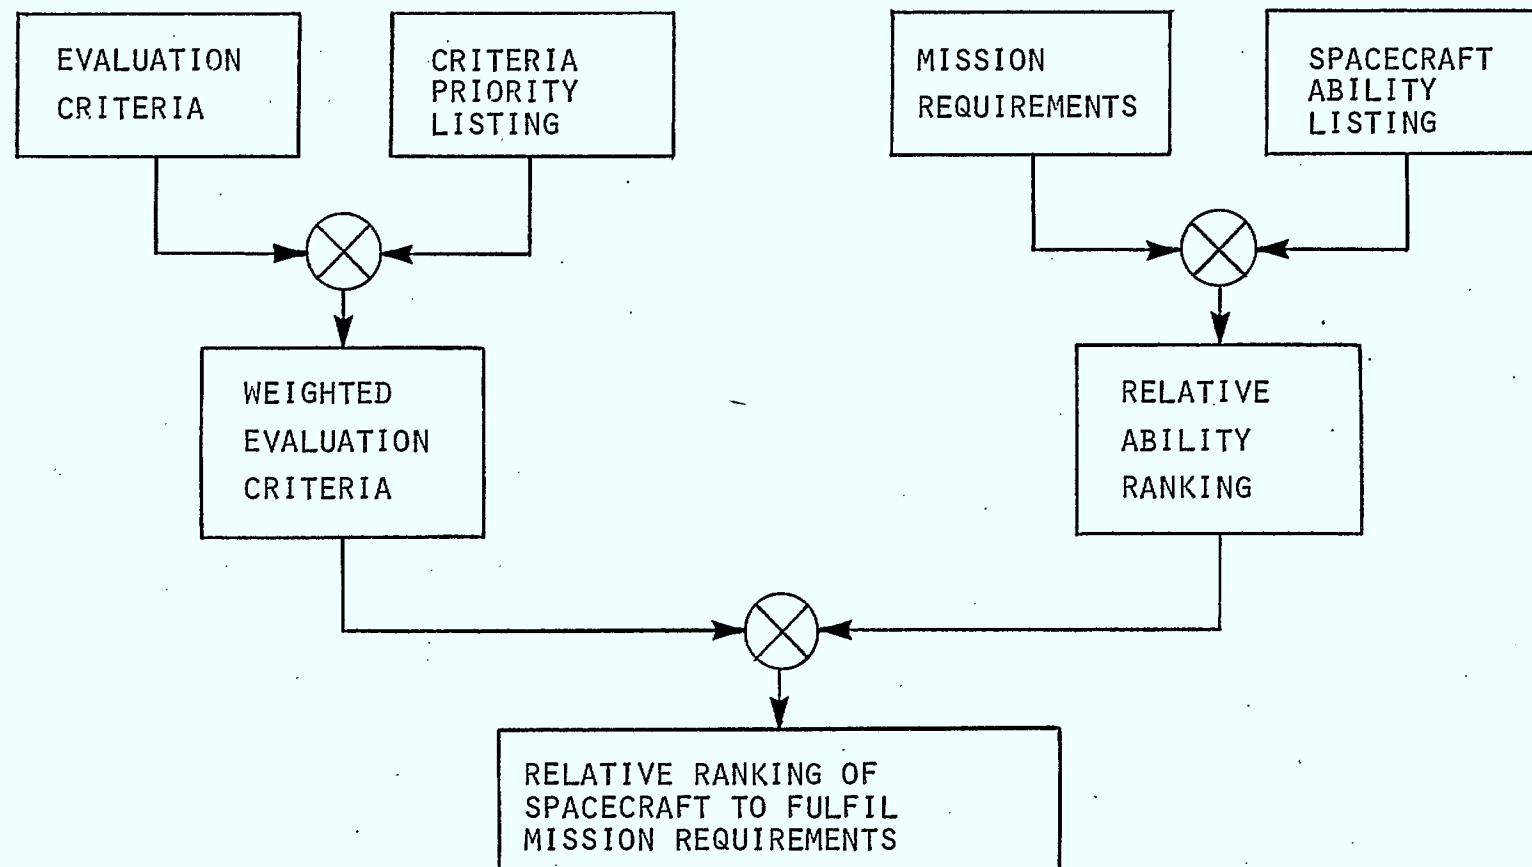 EVALUATION
CRITERIA
CRITERIA
PRIORITY
LISTING
MISSION
REQUIREMENTS
SPACECRAFT
ABILITY
LISTING
WEIGHTED
EVALUATION
CRITERIA
RELATIVE
ABILITY
RANKING
RELATIVE RANKING OF
SPACECRAFT TO FULFIL
MISSION REQUIREMENTS